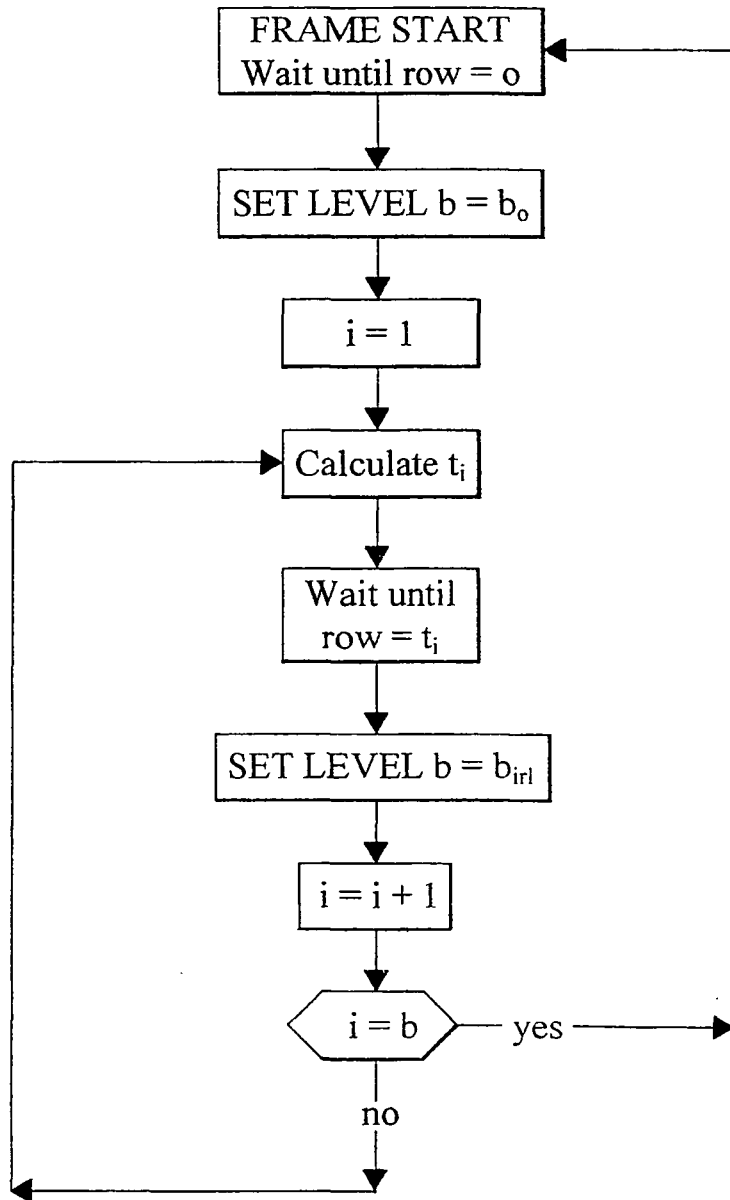 FRAME START
Wait until row = o
SET LEVEL b = bₒ
i = 1
Calculate tᵢ
Wait until
row = tᵢ
SET LEVEL b = bᵢᵣₗ
i = i + 1
i = b
yes
no